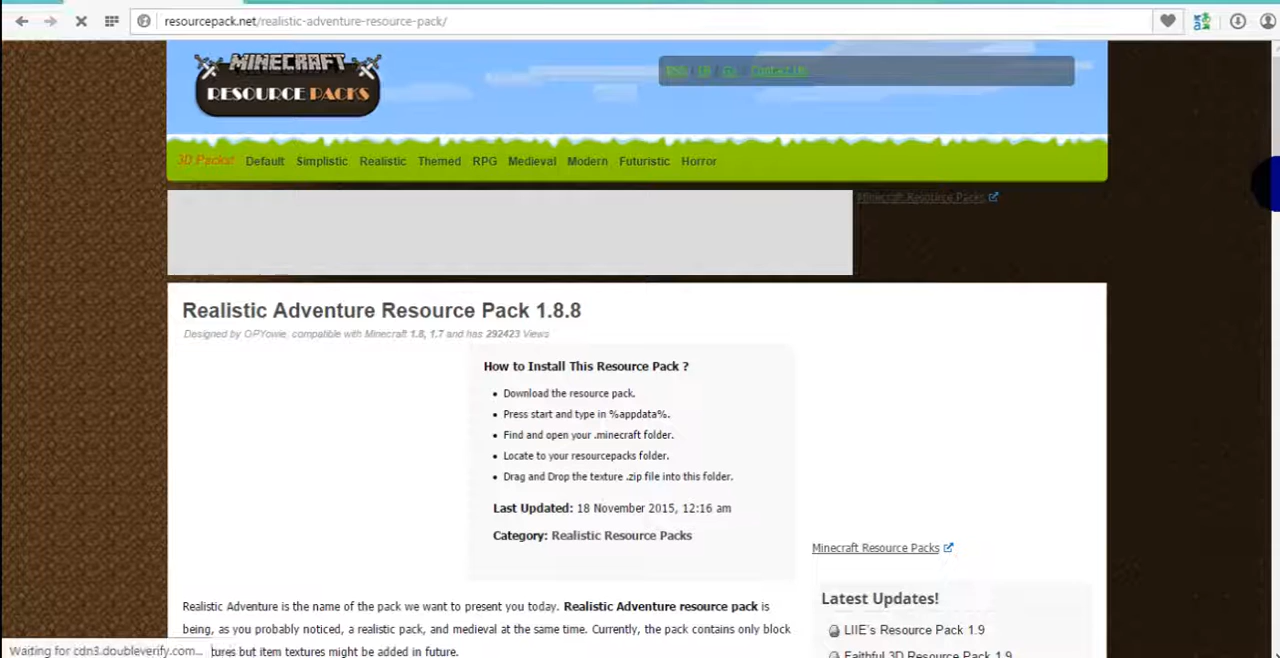 resourcepack.net/realistic-adventure-resource-pack/
MINECRAFT
RESOURCE PACKS
3D Packs! Default Simplistic Realistic Themed RPG Medieval Modern Futuristic Horror
Minecraft Resource Packs
Realistic Adventure Resource Pack 1.8.8
Designed by OPYowie, compatible with Minecraft 1.8, 1.7 and has 292423 Views
How to Install This Resource Pack ?
Download the resource pack.
Press start and type in %appdata%.
Find and open your .minecraft folder.
Locate to your resourcepacks folder.
Drag and Drop the texture .zip file into this folder.
Last Updated: 18 November 2015, 12:16 am
Category: Realistic Resource Packs
Minecraft Resource Packs
Latest Updates!
LIIE's Resource Pack 1.9
Faithful 3D Resource Pack 1.9
Realistic Adventure is the name of the pack we want to present you today. Realistic Adventure resource pack is
being, as you probably noticed, a realistic pack, and medieval at the same time. Currently, the pack contains only block
tures but item textures might be added in future.
Waiting for cdn3.doubleverify.com...